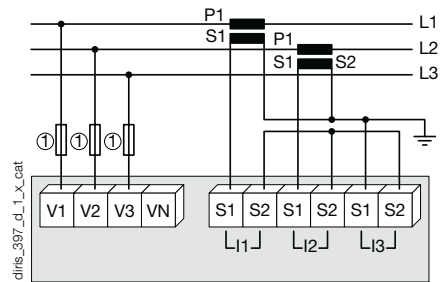 P1 L1
S1 P1 L2
S1 S2
L3
① ① ①
V1 V2 V3 VN S1 S2 S1 S2 S1 S2
I1 I2 I3
diris_397_d_1_x_cat